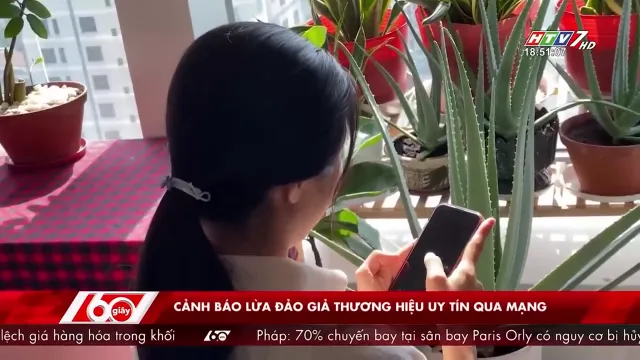 HTV7 HD
18:51:07
60 giây
CẢNH BÁO LỪA ĐẢO GIẢ THƯƠNG HIỆU UY TÍN QUA MẠNG
lệch giá hàng hóa trong khối 60 Pháp: 70% chuyến bay tại sân bay Paris Orly có nguy cơ bị hủy